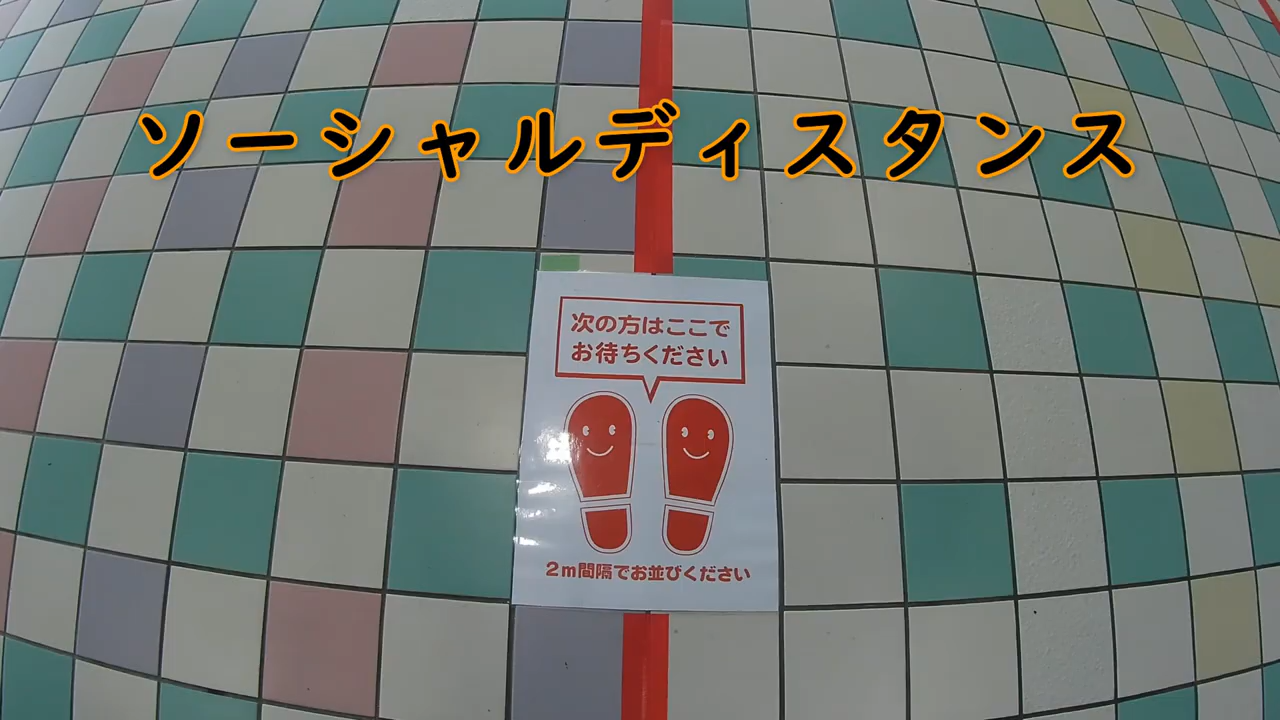 ソーシャルディスタンス
次の方はここで
お待ちください
2m間隔でお並びください